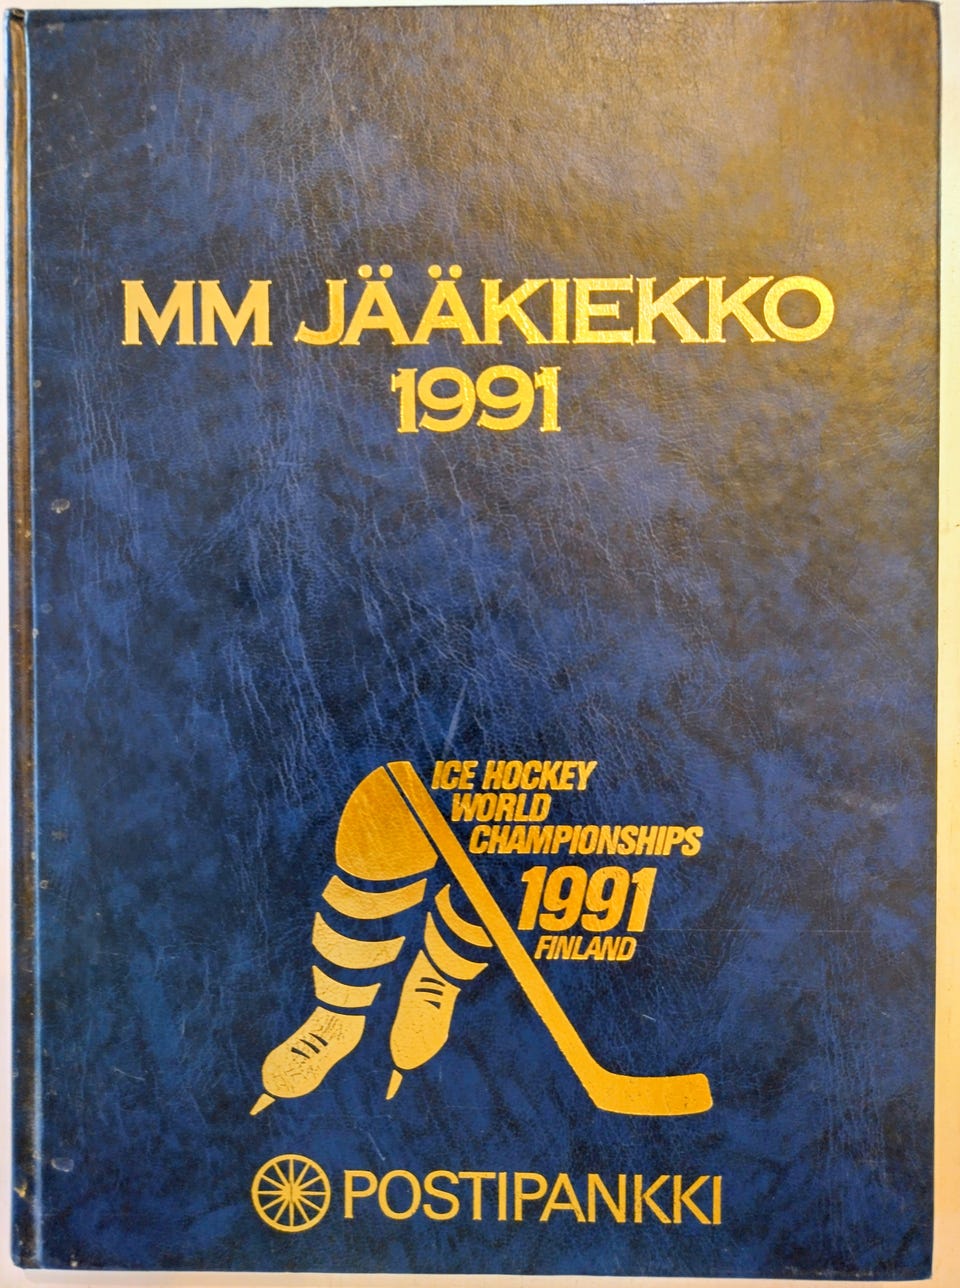 MM JÄÄKIEKKO
1991
ICE HOCKEY
WORLD
CHAMPIONSHIPS
1991
FINLAND
POSTIPANKKI